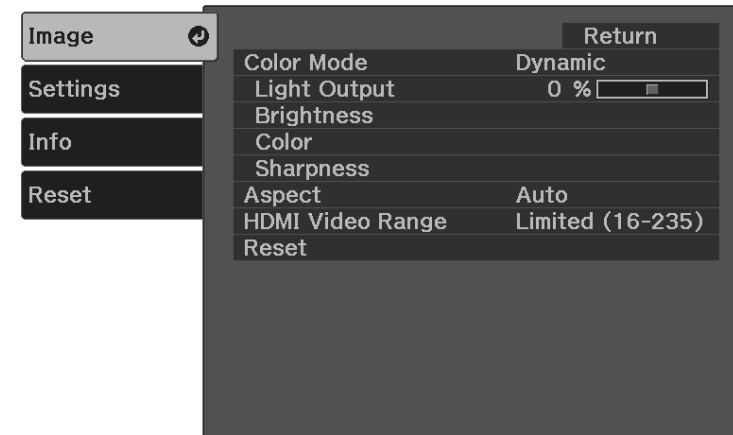 Image
Settings
Info
Reset
Return
Color Mode Dynamic
Light Output 0 %
Brightness
Color
Sharpness
Aspect Auto
HDMI Video Range Limited (16-235)
Reset